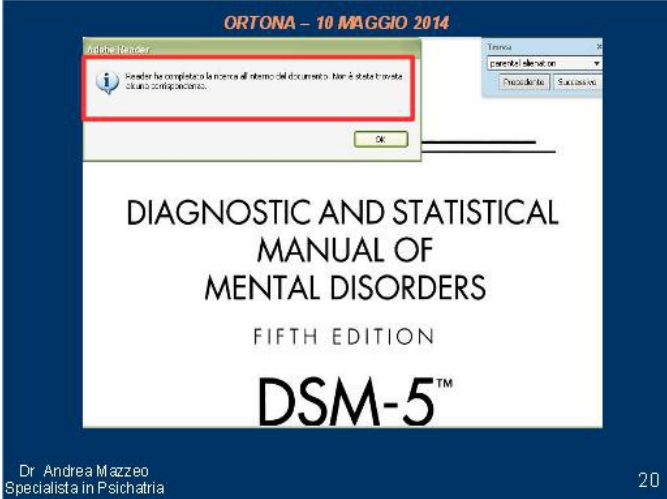 ORTONA – 10 MAGGIO 2014
Adobe Reader
Reader ha completato la ricerca all'interno del documento. Non è stata trovata
alcuna corrispondenza.
OK
Trova
parental alienation
Precedente Successivo
DIAGNOSTIC AND STATISTICAL
MANUAL OF
MENTAL DISORDERS
FIFTH EDITION
DSM-5™
Dr Andrea Mazzeo
Specialista in Psichatria
20